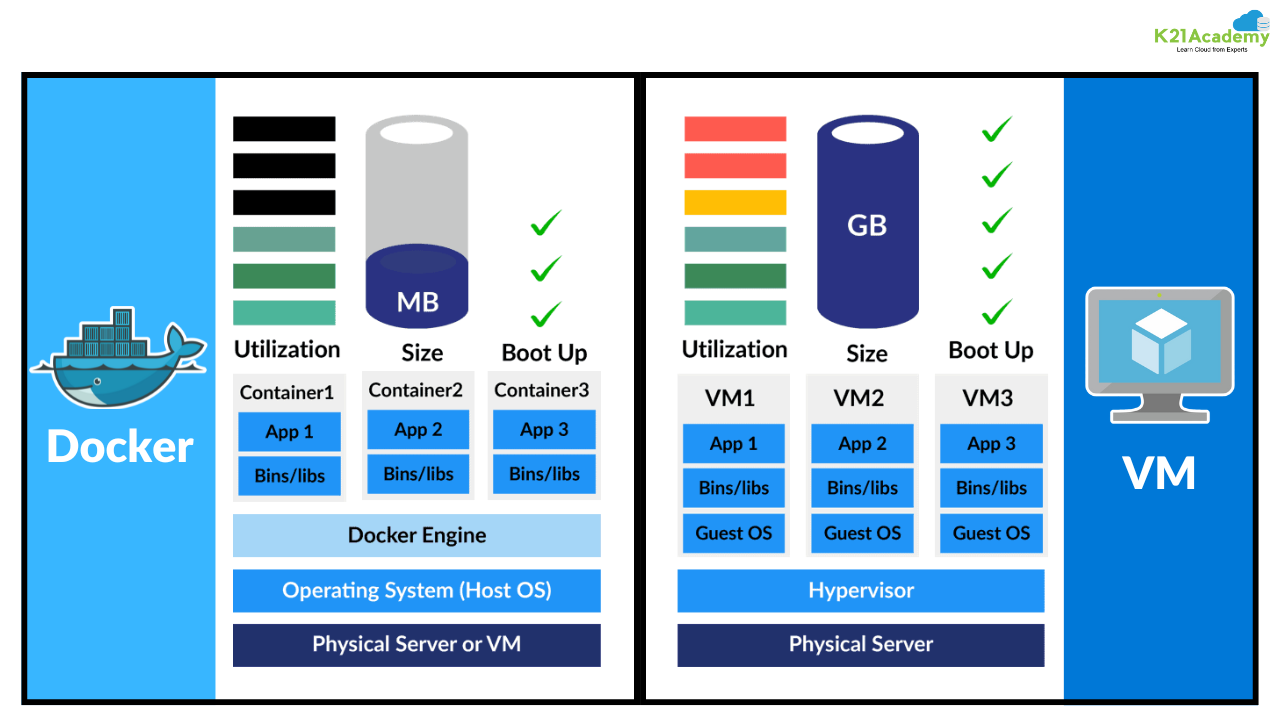 K21Academy
Learn Cloud from Experts
Docker
MB
Utilization
Size
Boot Up
Container1
App 1
Bins/libs
Container2
App 2
Bins/libs
Container3
App 3
Bins/libs
Docker Engine
Operating System (Host OS)
Physical Server or VM
GB
Utilization
Size
Boot Up
VM1
App 1
Bins/libs
Guest OS
VM2
App 2
Bins/libs
Guest OS
VM3
App 3
Bins/libs
Guest OS
Hypervisor
Physical Server
VM